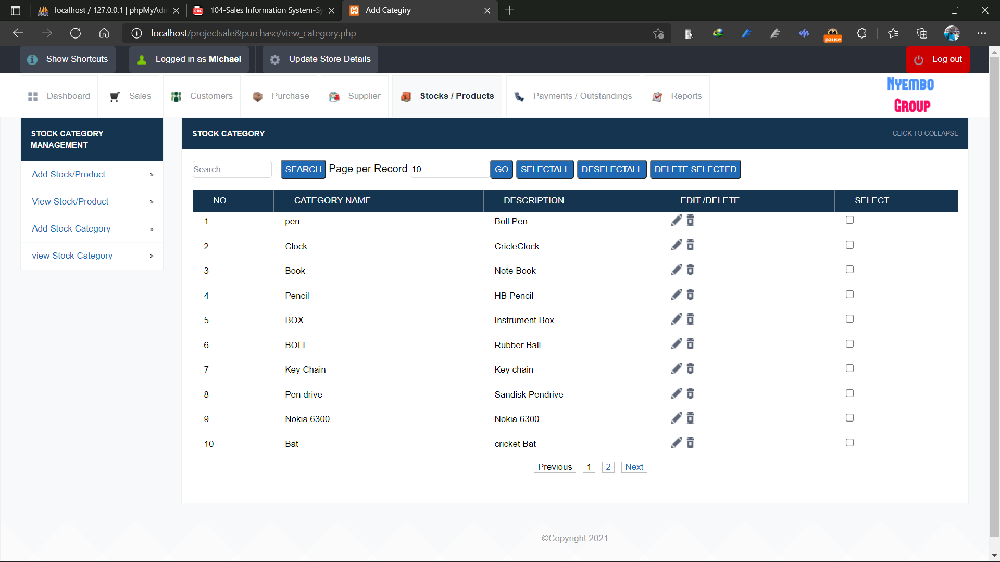 localhost / 127.0.0.1 | phpMyAdm
104-Sales Information System-Sy
Add Categiry
localhost/projectsale&purchase/view_category.php
pause
Show Shortcuts
Logged in as Michael
Update Store Details
Log out
Dashboard
Sales
Customers
Purchase
Supplier
Stocks / Products
Payments / Outstandings
Reports
Nyembo
Group
STOCK CATEGORY
MANAGEMENT
Add Stock/Product »
View Stock/Product »
Add Stock Category »
view Stock Category »
STOCK CATEGORY
CLICK TO COLLAPSE
Search SEARCH Page per Record 10 GO SELECTALL DESELECTALL DELETE SELECTED
NO CATEGORY NAME DESCRIPTION EDIT /DELETE SELECT
1 pen Boll Pen
2 Clock CricleClock
3 Book Note Book
4 Pencil HB Pencil
5 BOX Instrument Box
6 BOLL Rubber Ball
7 Key Chain Key chain
8 Pen drive Sandisk Pendrive
9 Nokia 6300 Nokia 6300
10 Bat cricket Bat
Previous 1 2 Next
©Copyright 2021